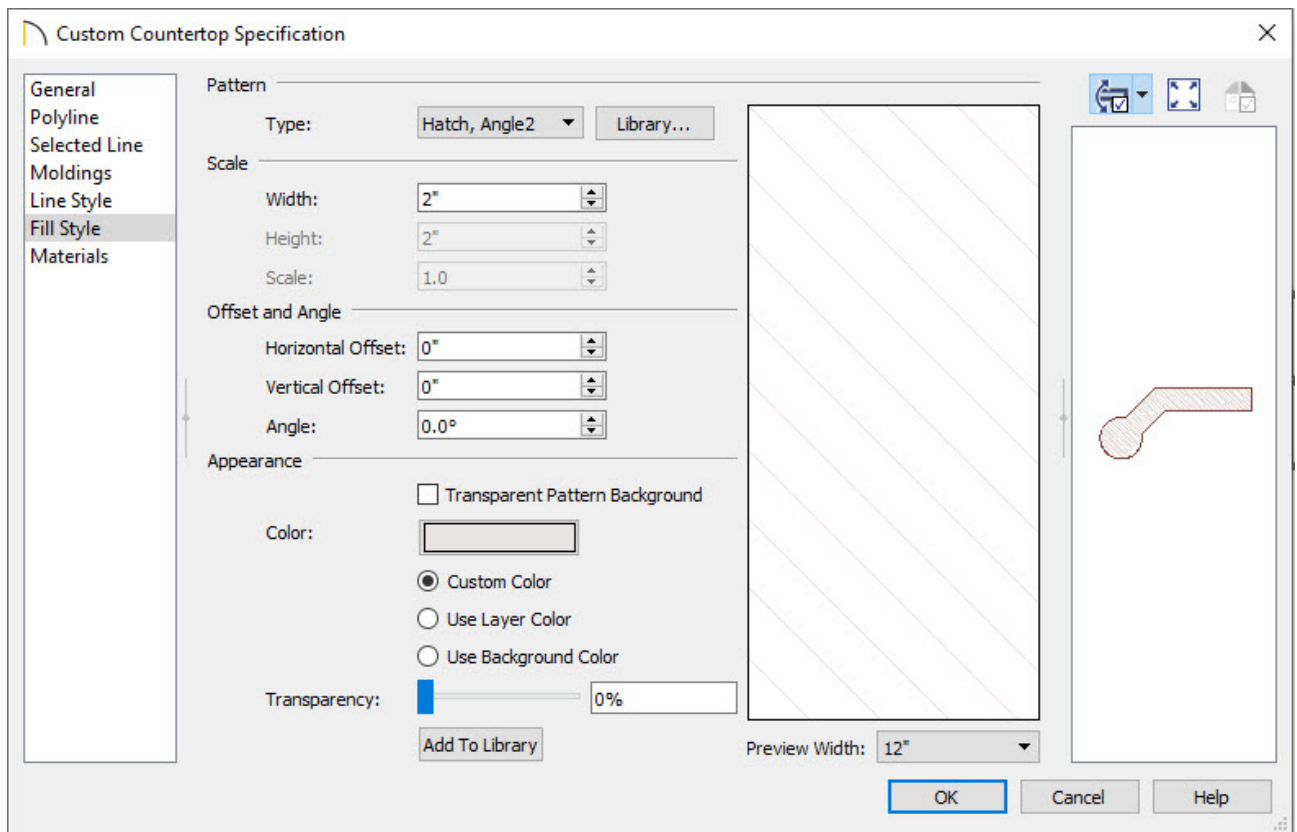 Custom Countertop Specification
General
Polyline
Selected Line
Moldings
Line Style
Fill Style
Materials
Pattern
Type: Hatch, Angle2 Library...
Scale
Width: 2"
Height: 2"
Scale: 1.0
Offset and Angle
Horizontal Offset: 0"
Vertical Offset: 0"
Angle: 0.0°
Appearance
Transparent Pattern Background
Color:
Custom Color
Use Layer Color
Use Background Color
Transparency: 0%
Add To Library
Preview Width: 12"
OK Cancel Help